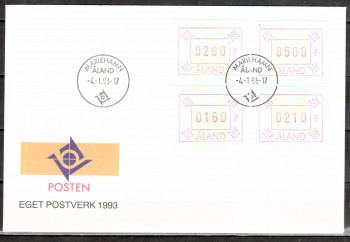 0290 P
ÅLAND
0500 P
ÅLAND
0160 P
ÅLAND
0210 P
ÅLAND
MARIEHAMN
ÅLAND
-4-1.93-17
MARIEHAMN
ÅLAND
-4-1.93-17
POSTEN
EGET POSTVERK 1993